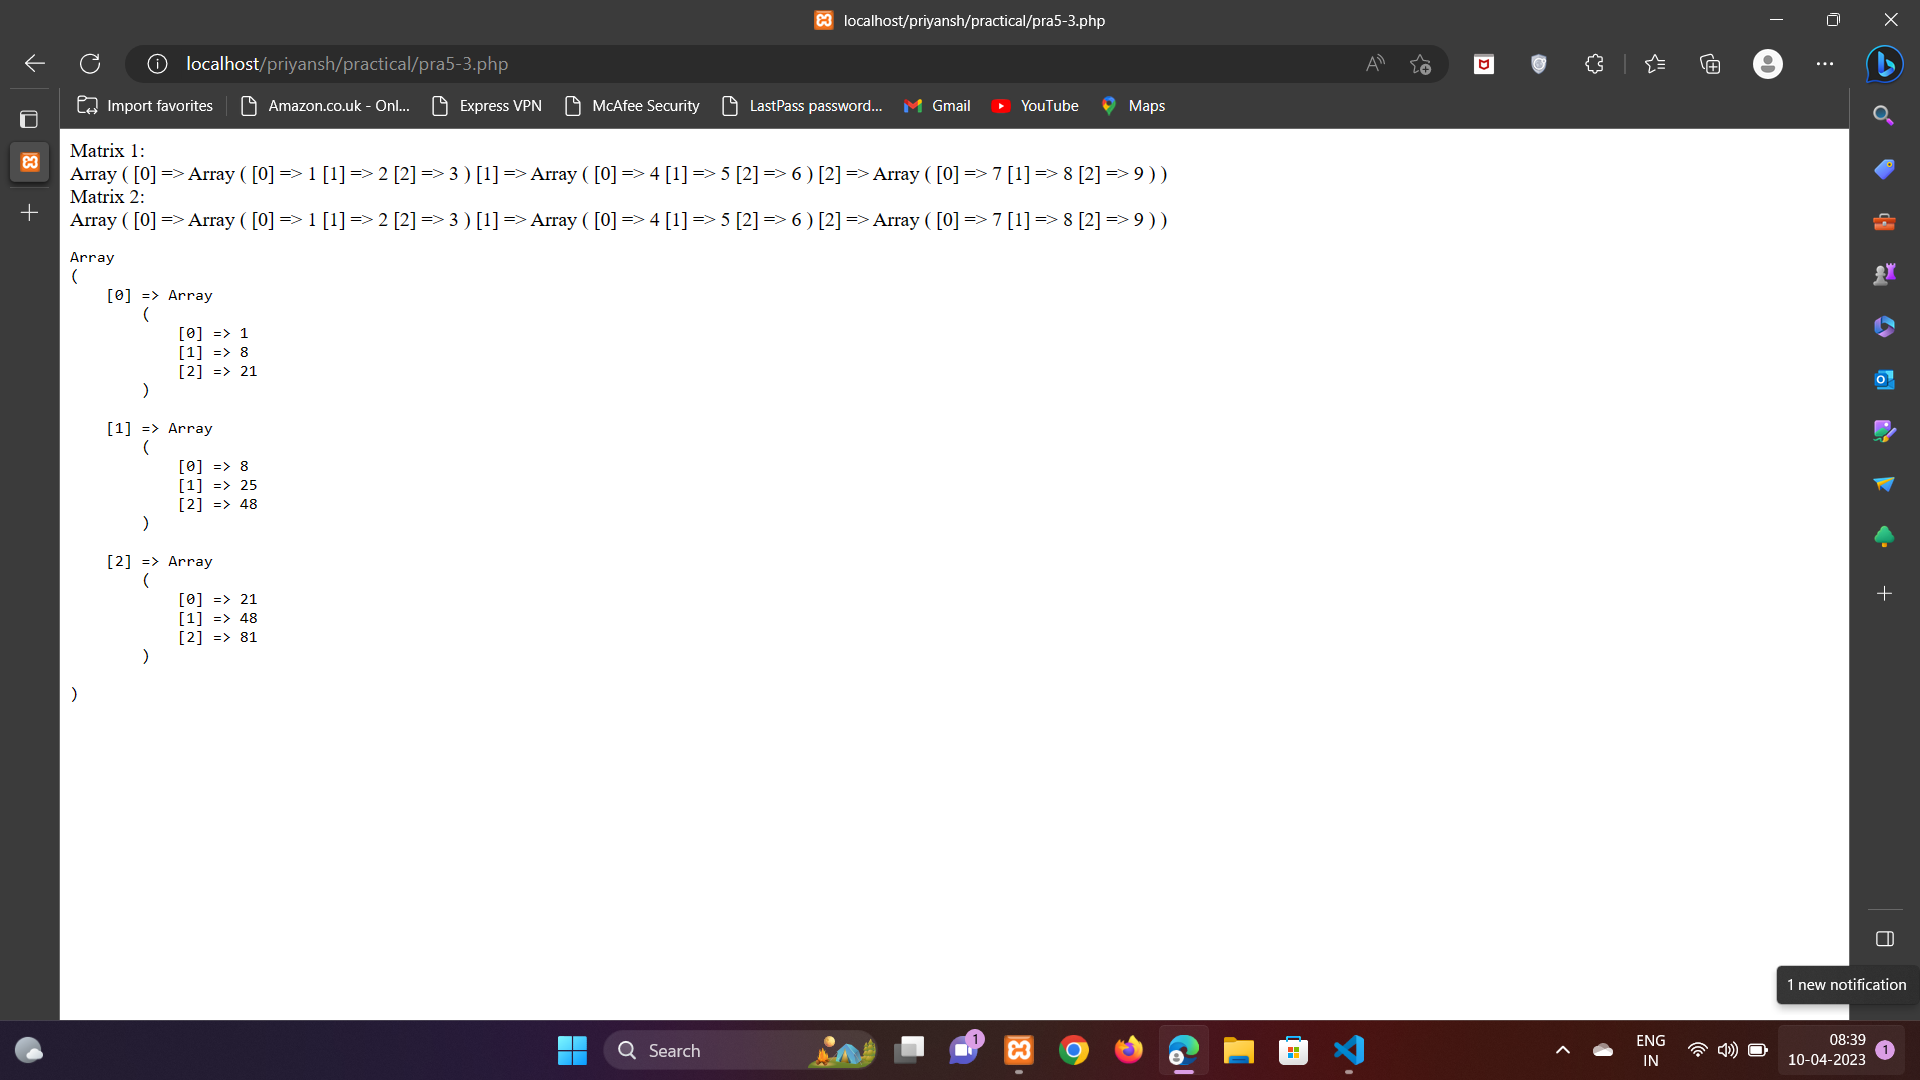 localhost/priyansh/practical/pra5-3.php
localhost/priyansh/practical/pra5-3.php
Import favorites
Amazon.co.uk - Onl...
Express VPN
McAfee Security
LastPass password...
Gmail
YouTube
Maps
Matrix 1:
Array ( [0] => Array ( [0] => 1 [1] => 2 [2] => 3 ) [1] => Array ( [0] => 4 [1] => 5 [2] => 6 ) [2] => Array ( [0] => 7 [1] => 8 [2] => 9 ) )
Matrix 2:
Array ( [0] => Array ( [0] => 1 [1] => 2 [2] => 3 ) [1] => Array ( [0] => 4 [1] => 5 [2] => 6 ) [2] => Array ( [0] => 7 [1] => 8 [2] => 9 ) )
Array
(
[0] => Array
(
[0] => 1
[1] => 8
[2] => 21
)
[1] => Array
(
[0] => 8
[1] => 25
[2] => 48
)
[2] => Array
(
[0] => 21
[1] => 48
[2] => 81
)
)
1 new notification
Search
1
ENG
IN
08:39
10-04-2023
1